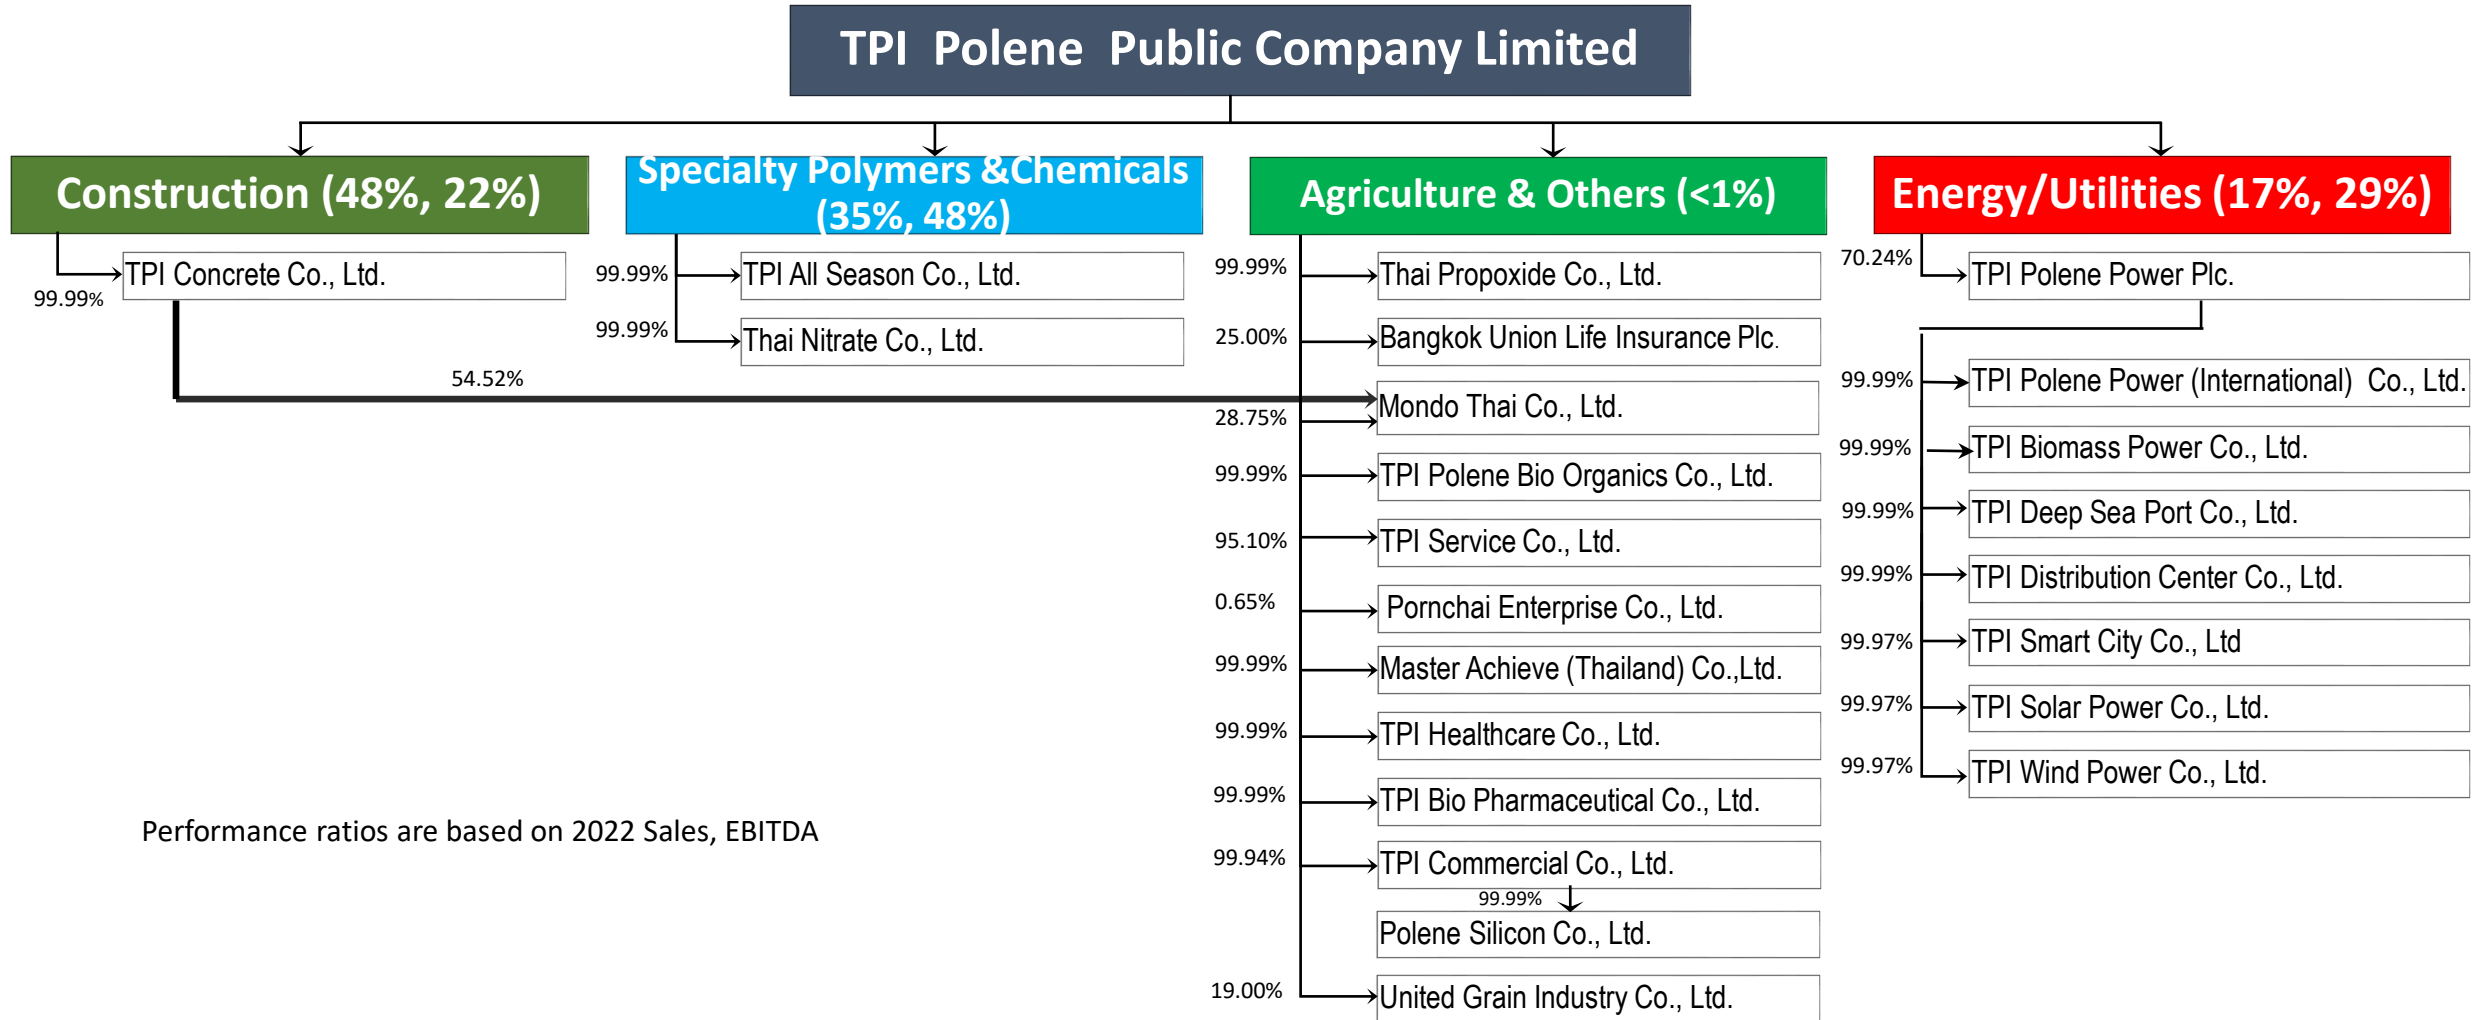 TPI Polene Public Company Limited
Construction (48%, 22%)
99.99%
TPI Concrete Co., Ltd.
54.52%
Specialty Polymers &Chemicals
(35%, 48%)
99.99%
TPI All Season Co., Ltd.
99.99%
Thai Nitrate Co., Ltd.
Agriculture & Others (<1%)
99.99%
Thai Propoxide Co., Ltd.
25.00%
Bangkok Union Life Insurance Plc.
28.75%
Mondo Thai Co., Ltd.
99.99%
TPI Polene Bio Organics Co., Ltd.
95.10%
TPI Service Co., Ltd.
0.65%
Pornchai Enterprise Co., Ltd.
99.99%
Master Achieve (Thailand) Co.,Ltd.
99.99%
TPI Healthcare Co., Ltd.
99.99%
TPI Bio Pharmaceutical Co., Ltd.
99.94%
TPI Commercial Co., Ltd.
99.99%
Polene Silicon Co., Ltd.
19.00%
United Grain Industry Co., Ltd.
Energy/Utilities (17%, 29%)
70.24%
TPI Polene Power Plc.
99.99%
TPI Polene Power (International) Co., Ltd.
99.99%
TPI Biomass Power Co., Ltd.
99.99%
TPI Deep Sea Port Co., Ltd.
99.99%
TPI Distribution Center Co., Ltd.
99.97%
TPI Smart City Co., Ltd
99.97%
TPI Solar Power Co., Ltd.
99.97%
TPI Wind Power Co., Ltd.
Performance ratios are based on 2022 Sales, EBITDA